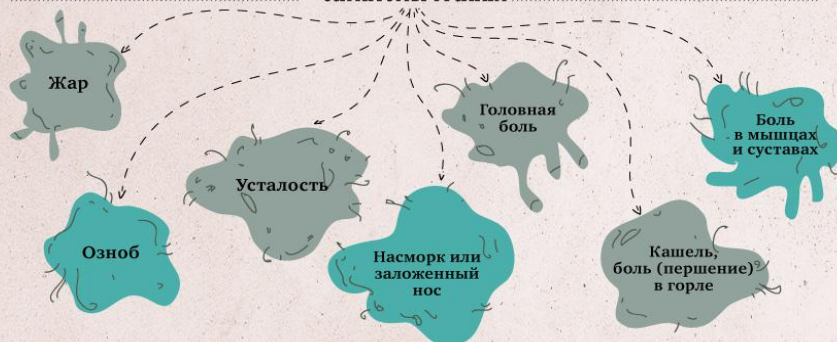 Жар
Головная
боль
Боль
в мышцах
и суставах
Усталость
Озноб
Насморк или
заложенный
нос
Кашель,
боль (першение)
в горле